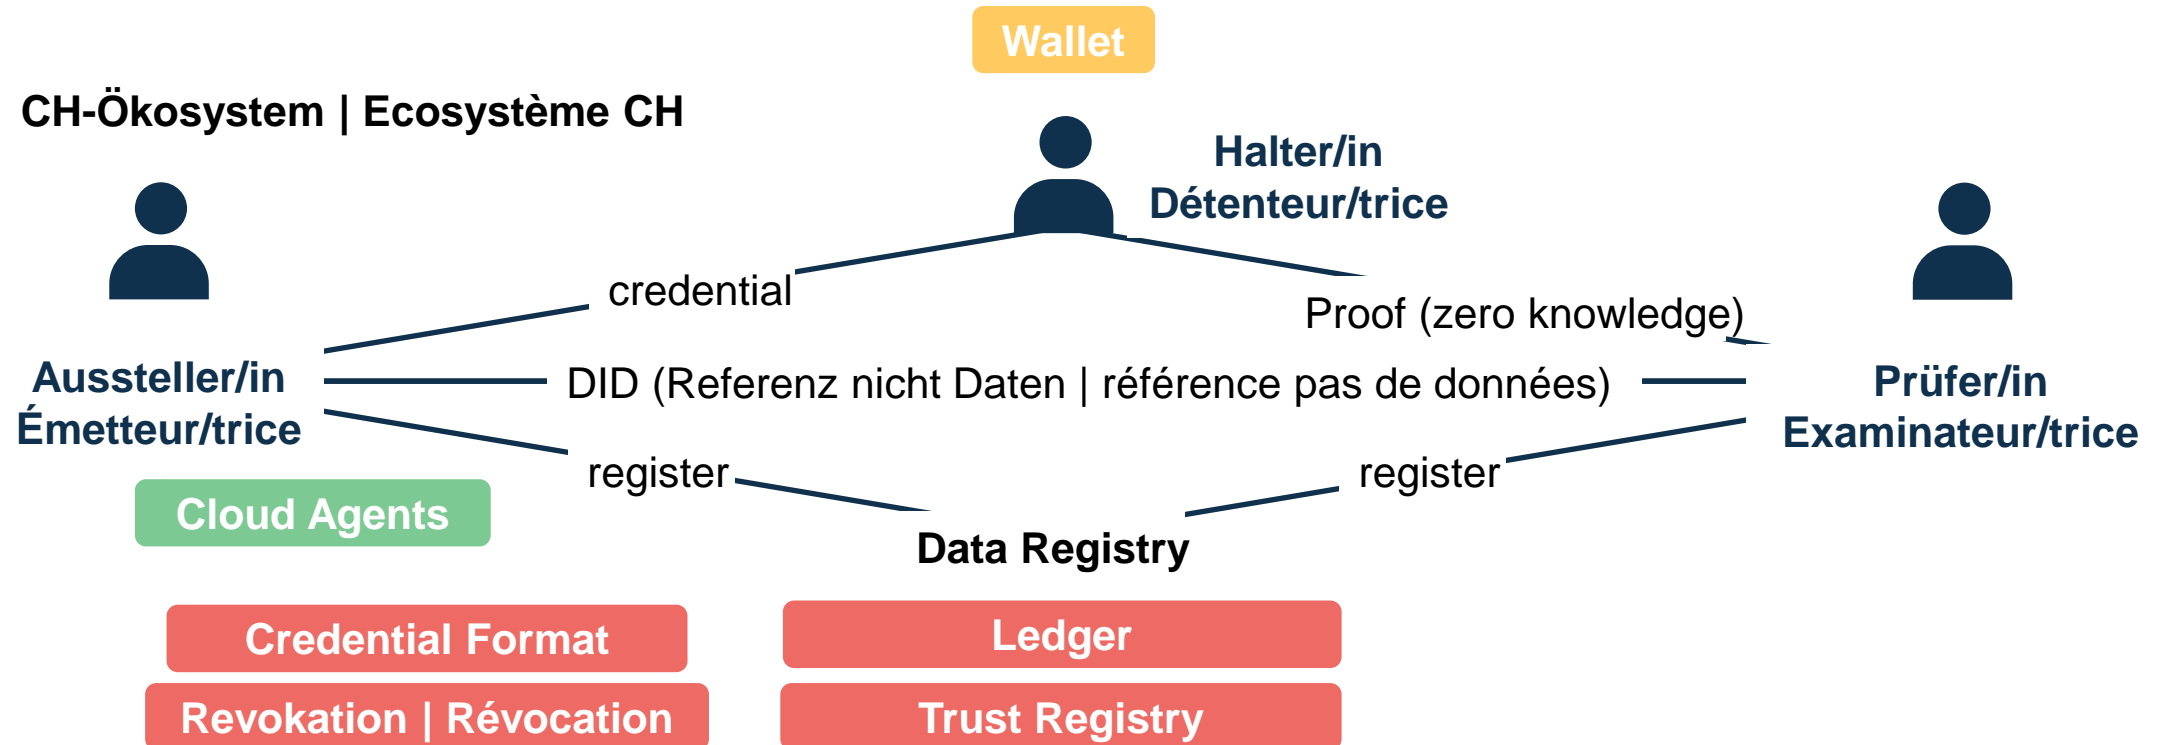 Wallet
CH-Ökosystem | Ecosystème CH
Halter/in
Détenteur/trice
credential
Proof (zero knowledge)
Aussteller/in
Émetteur/trice
DID (Referenz nicht Daten | référence pas de données)
Prüfer/in
Examinateur/trice
register
register
Cloud Agents
Data Registry
Credential Format
Ledger
Revokation | Révocation
Trust Registry